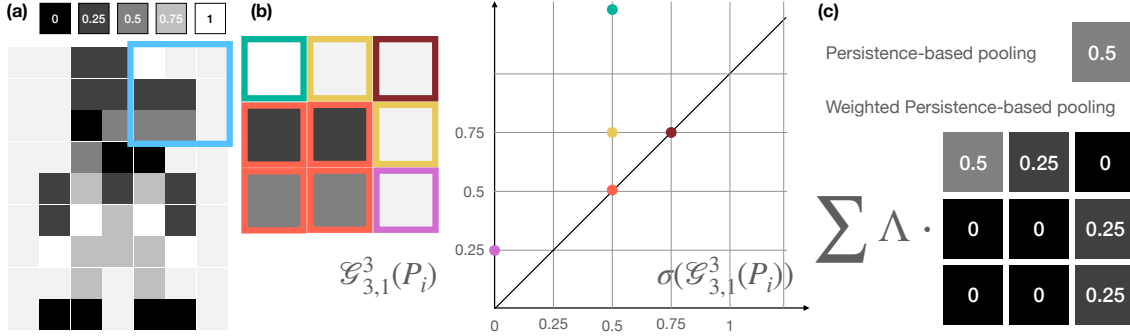 (a)
0 0.25 0.5 0.75 1
(b)
𝒢³₃,₁(Pᵢ)
0.75
0.5
0.25
0 0.25 0.5 0.75 1
σ(𝒢³₃,₁(Pᵢ))
(c)
Persistence-based pooling
0.5
Weighted Persistence-based pooling
∑ Λ ·
0.5 0.25 0
0 0 0.25
0 0 0.25